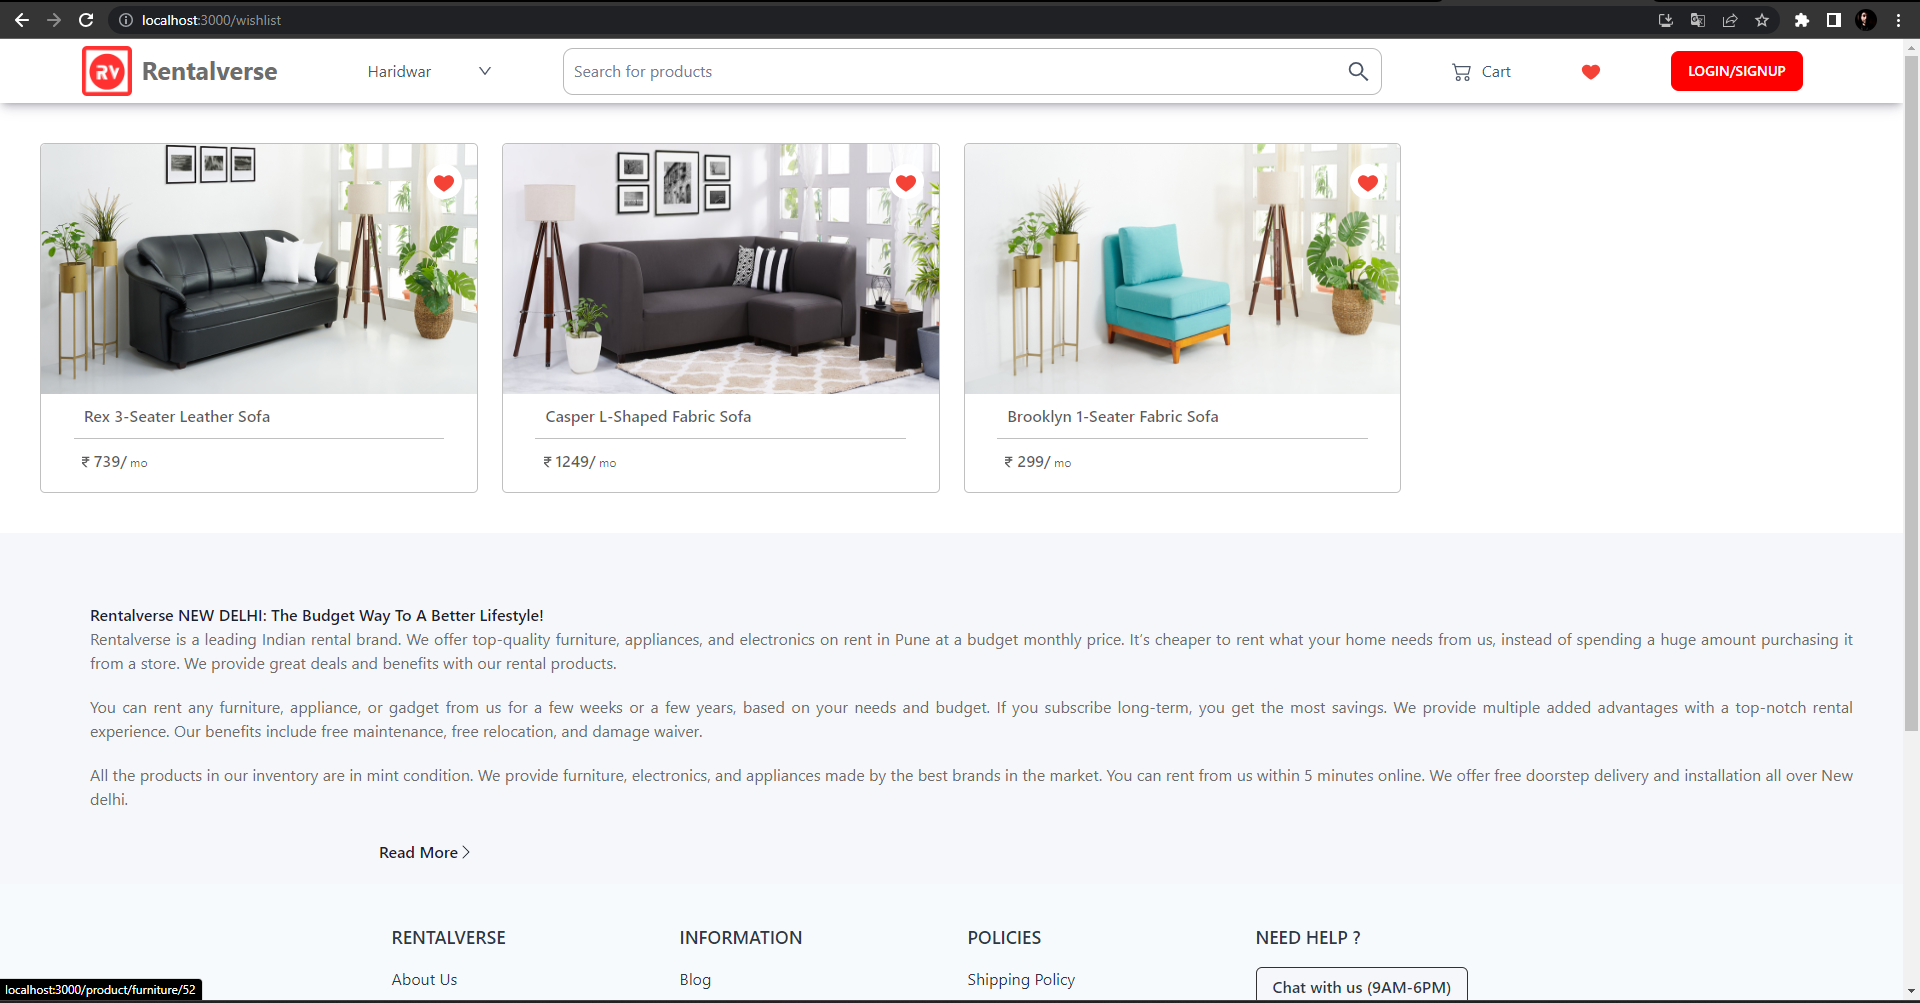 localhost:3000/wishlist
RV Rentalverse Haridwar Search for products Cart LOGIN/SIGNUP
Rex 3-Seater Leather Sofa
₹ 739/ mo
Casper L-Shaped Fabric Sofa
₹ 1249/ mo
Brooklyn 1-Seater Fabric Sofa
₹ 299/ mo
Rentalverse NEW DELHI: The Budget Way To A Better Lifestyle!
Rentalverse is a leading Indian rental brand. We offer top-quality furniture, appliances, and electronics on rent in Pune at a budget monthly price. It’s cheaper to rent what your home needs from us, instead of spending a huge amount purchasing it
from a store. We provide great deals and benefits with our rental products.
You can rent any furniture, appliance, or gadget from us for a few weeks or a few years, based on your needs and budget. If you subscribe long-term, you get the most savings. We provide multiple added advantages with a top-notch rental
experience. Our benefits include free maintenance, free relocation, and damage waiver.
All the products in our inventory are in mint condition. We provide furniture, electronics, and appliances made by the best brands in the market. You can rent from us within 5 minutes online. We offer free doorstep delivery and installation all over New
delhi.
Read More
RENTALVERSE
About Us
INFORMATION
Blog
POLICIES
Shipping Policy
NEED HELP ?
Chat with us (9AM-6PM)
localhost:3000/product/furniture/52